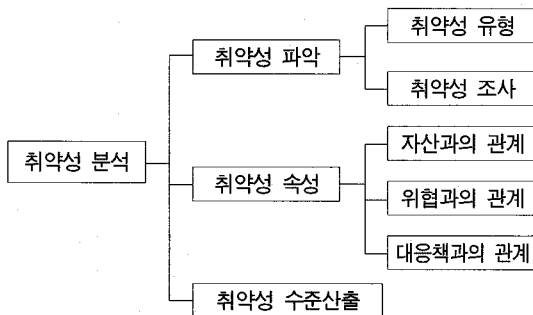 취약성 분석
취약성 파악
취약성 유형
취약성 조사
취약성 속성
자산과의 관계
위협과의 관계
대응책과의 관계
취약성 수준산출